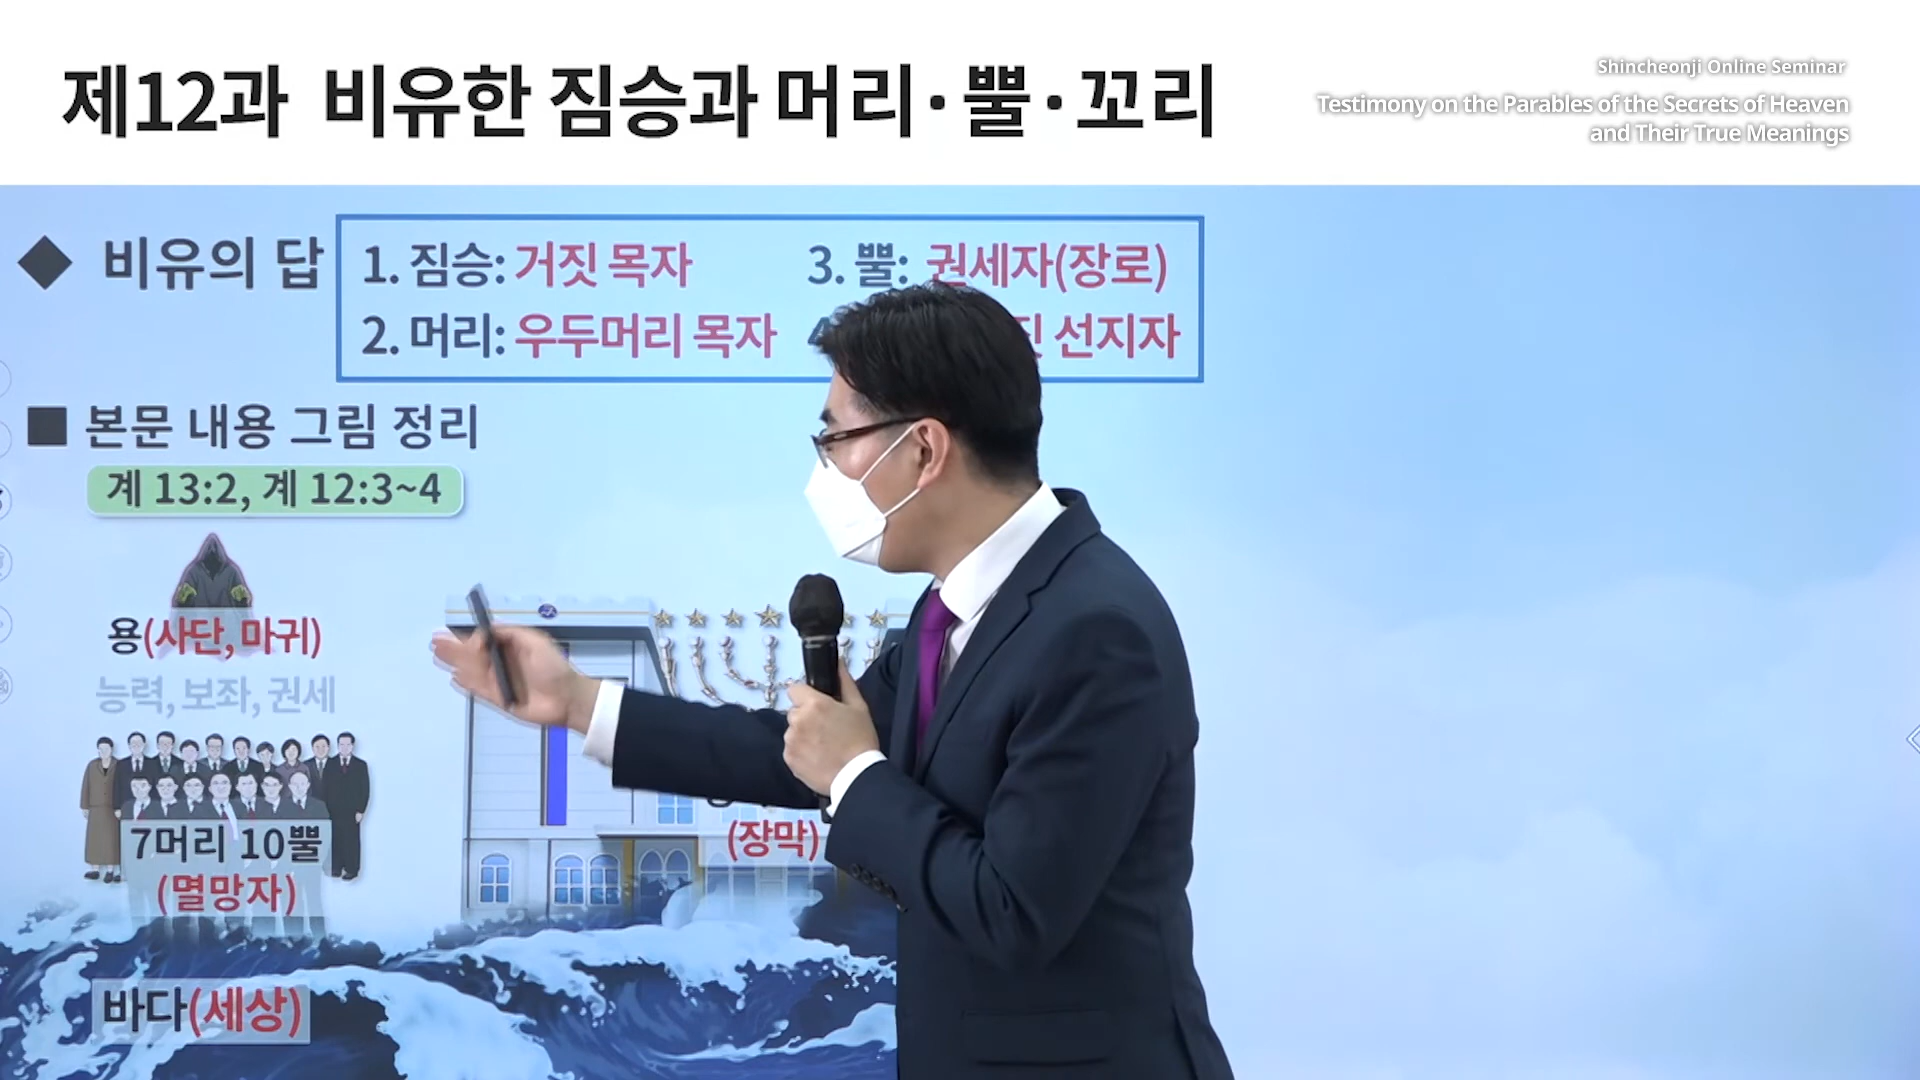 제12과 비유한 짐승과 머리·뿔·꼬리
Shincheonji Online Seminar
Testimony on the Parables of the Secrets of Heaven
and Their True Meanings
◆ 비유의 답
1. 짐승: 거짓 목자
3. 뿔: 권세자(장로)
2. 머리: 우두머리 목자
선지자
■ 본문 내용 그림 정리
계 13:2, 계 12:3~4
용(사단, 마귀)
능력, 보좌, 권세
7머리 10뿔
(멸망자)
(장막)
바다(세상)